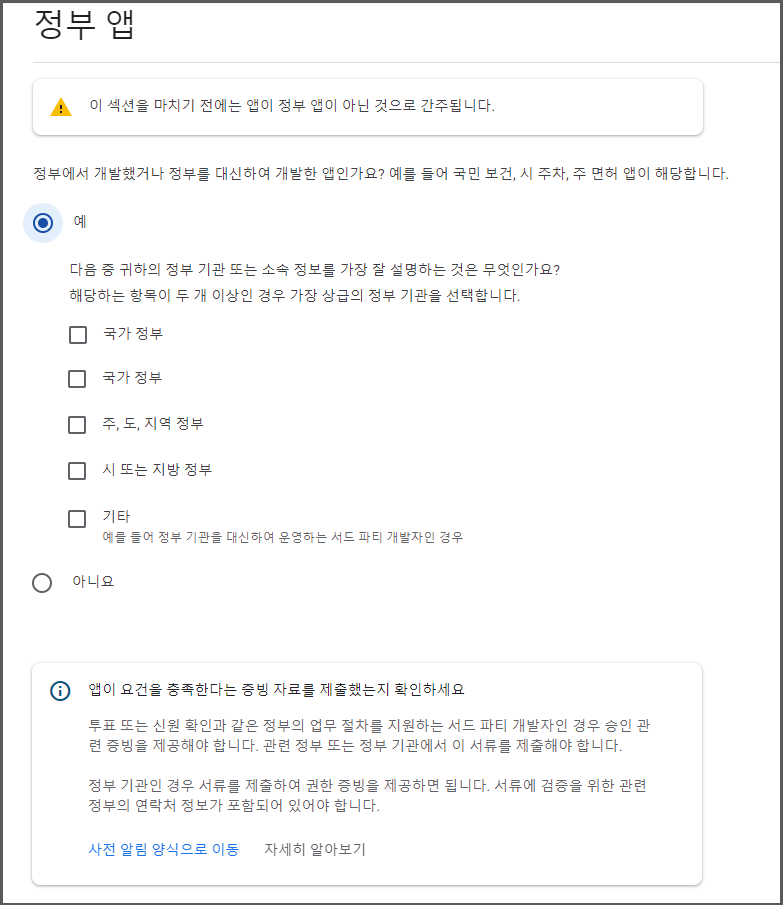 정부 앱
이 섹션을 마치기 전에는 앱이 정부 앱이 아닌 것으로 간주됩니다.
정부에서 개발했거나 정부를 대신하여 개발한 앱인가요? 예를 들어 국민 보건, 시 주차, 주 면허 앱이 해당합니다.
예
다음 중 귀하의 정부 기관 또는 소속 정보를 가장 잘 설명하는 것은 무엇인가요?
해당하는 항목이 두 개 이상인 경우 가장 상급의 정부 기관을 선택합니다.
국가 정부
국가 정부
주, 도, 지역 정부
시 또는 지방 정부
기타
예를 들어 정부 기관을 대신하여 운영하는 서드 파티 개발자인 경우
아니요
앱이 요건을 충족한다는 증빙 자료를 제출했는지 확인하세요
투표 또는 신원 확인과 같은 정부의 업무 절차를 지원하는 서드 파티 개발자인 경우 승인 관
련 증빙을 제공해야 합니다. 관련 정부 또는 정부 기관에서 이 서류를 제출해야 합니다.
정부 기관인 경우 서류를 제출하여 권한 증빙을 제공하면 됩니다. 서류에 검증을 위한 관련
정부의 연락처 정보가 포함되어 있어야 합니다.
사전 알림 양식으로 이동 자세히 알아보기